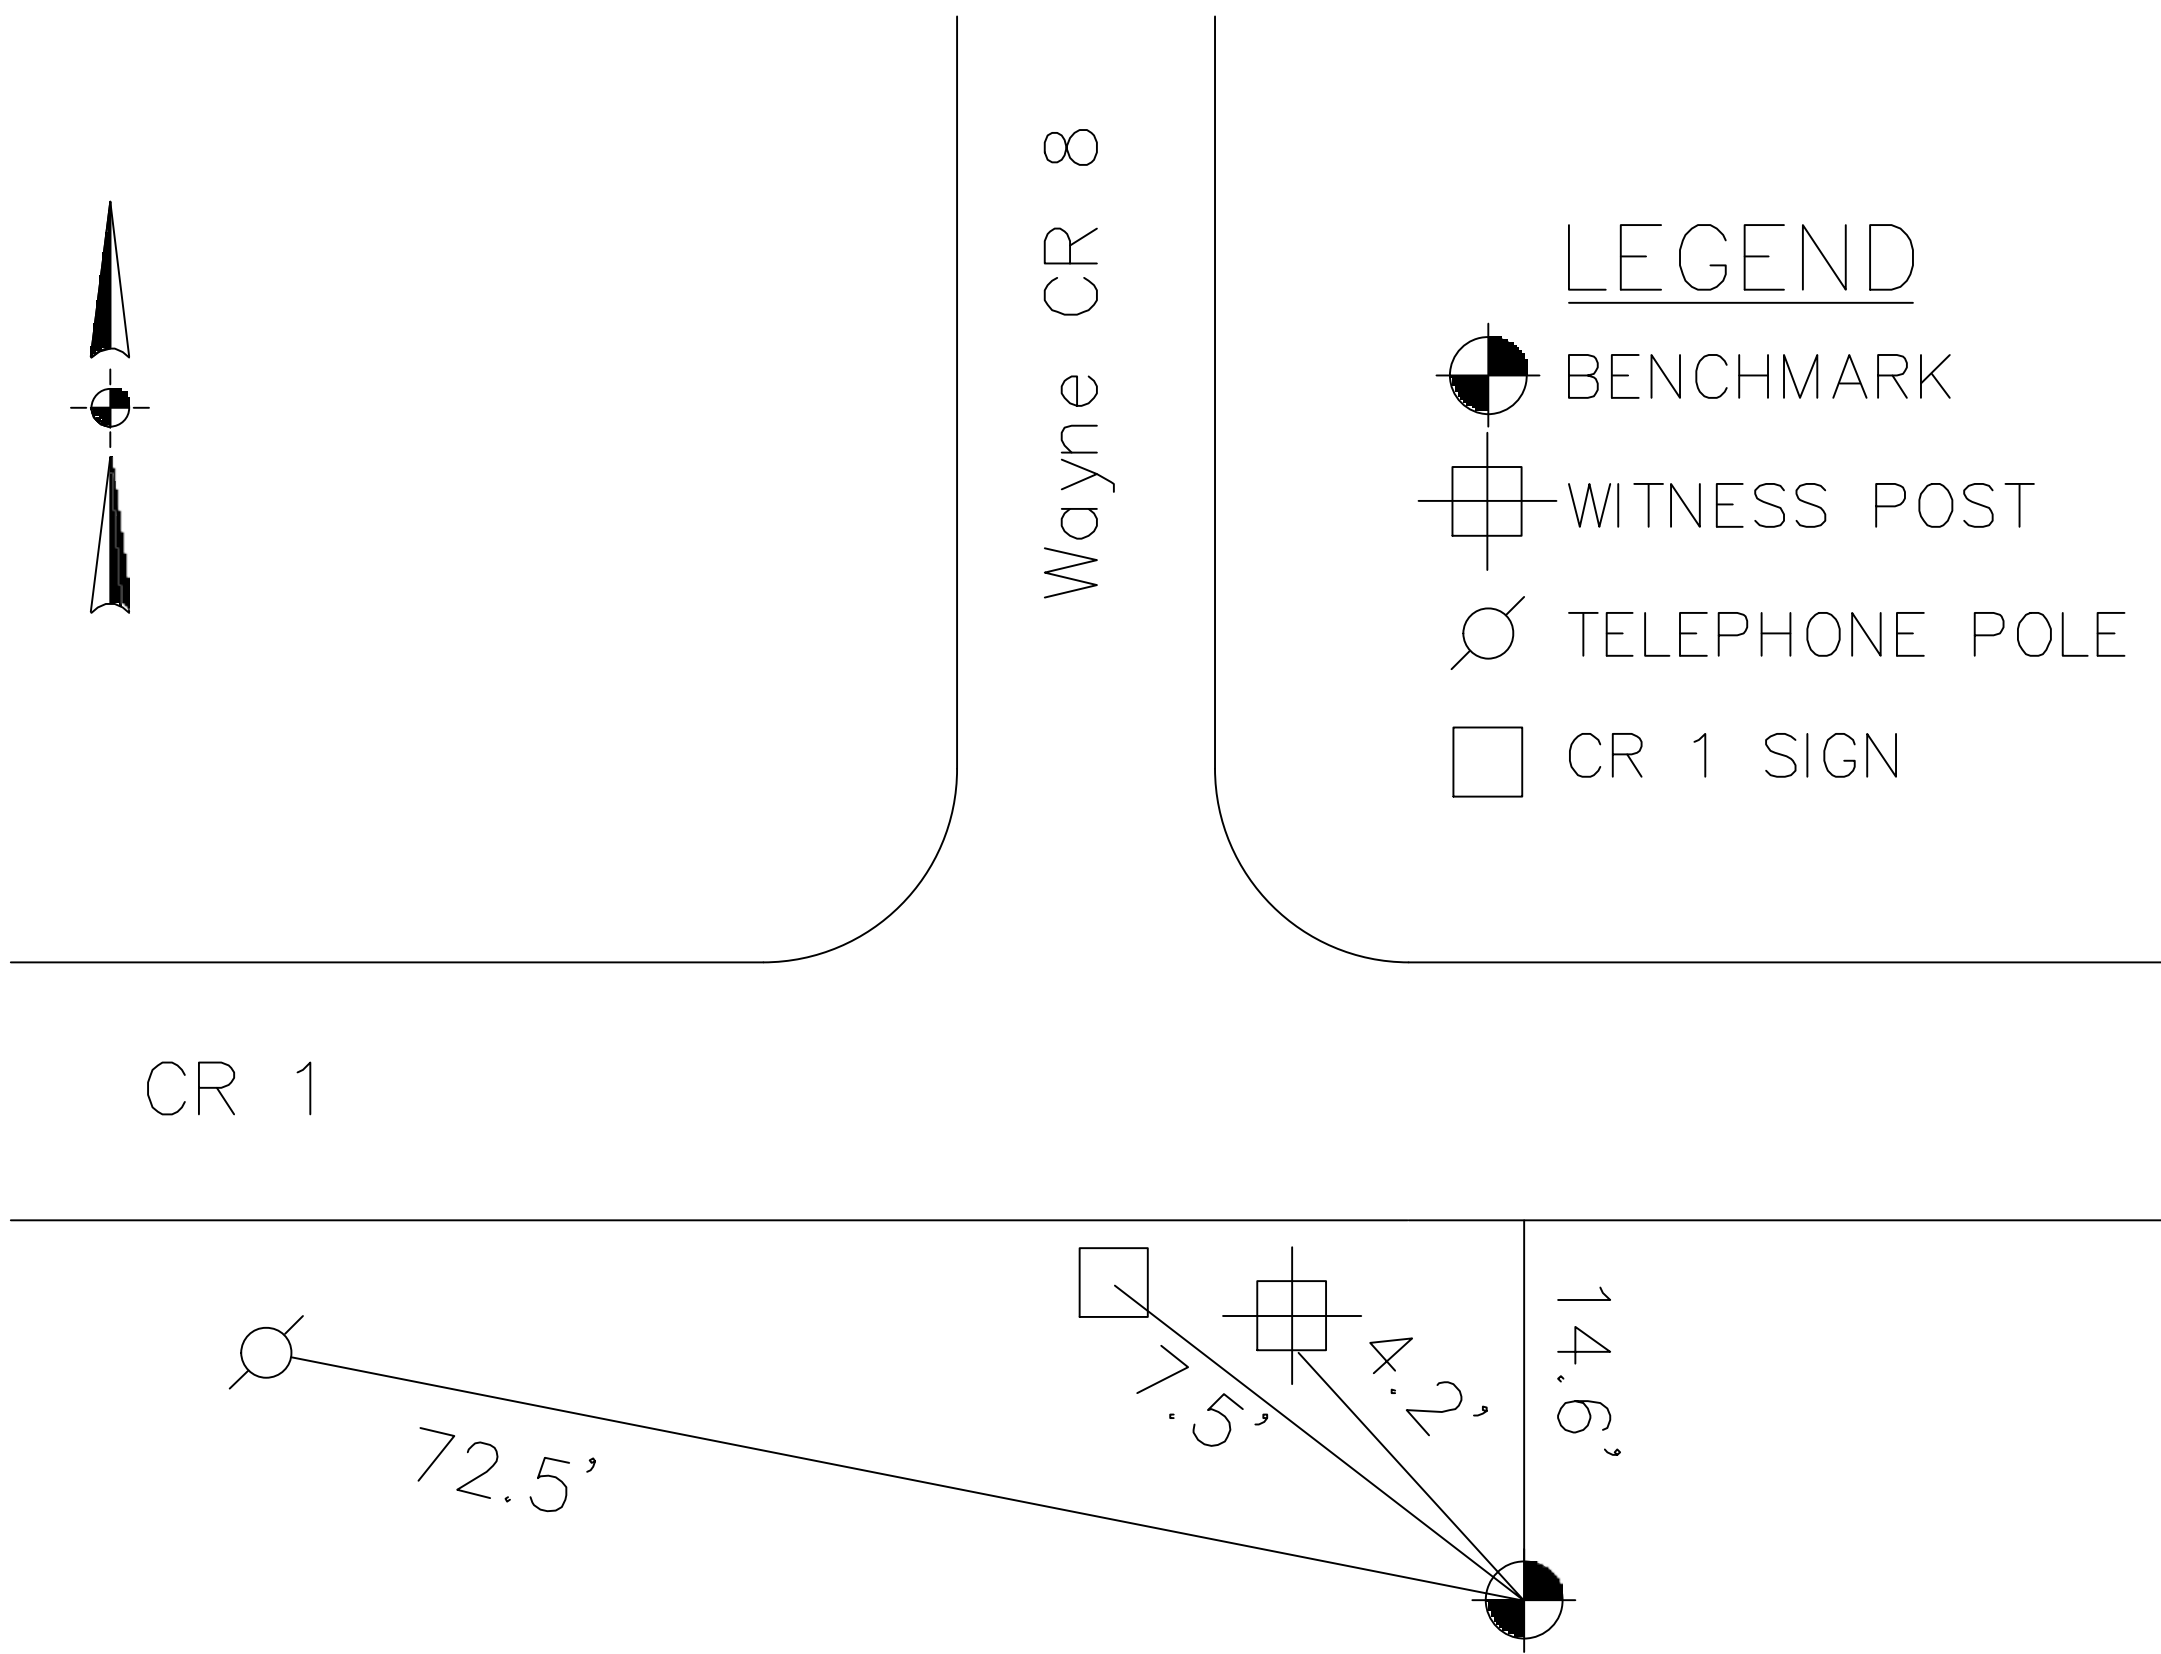 Wayne CR 8
LEGEND
BENCHMARK
WITNESS POST
TELEPHONE POLE
CR 1 SIGN
CR 1
14.6'
4.2'
7.5'
72.5'